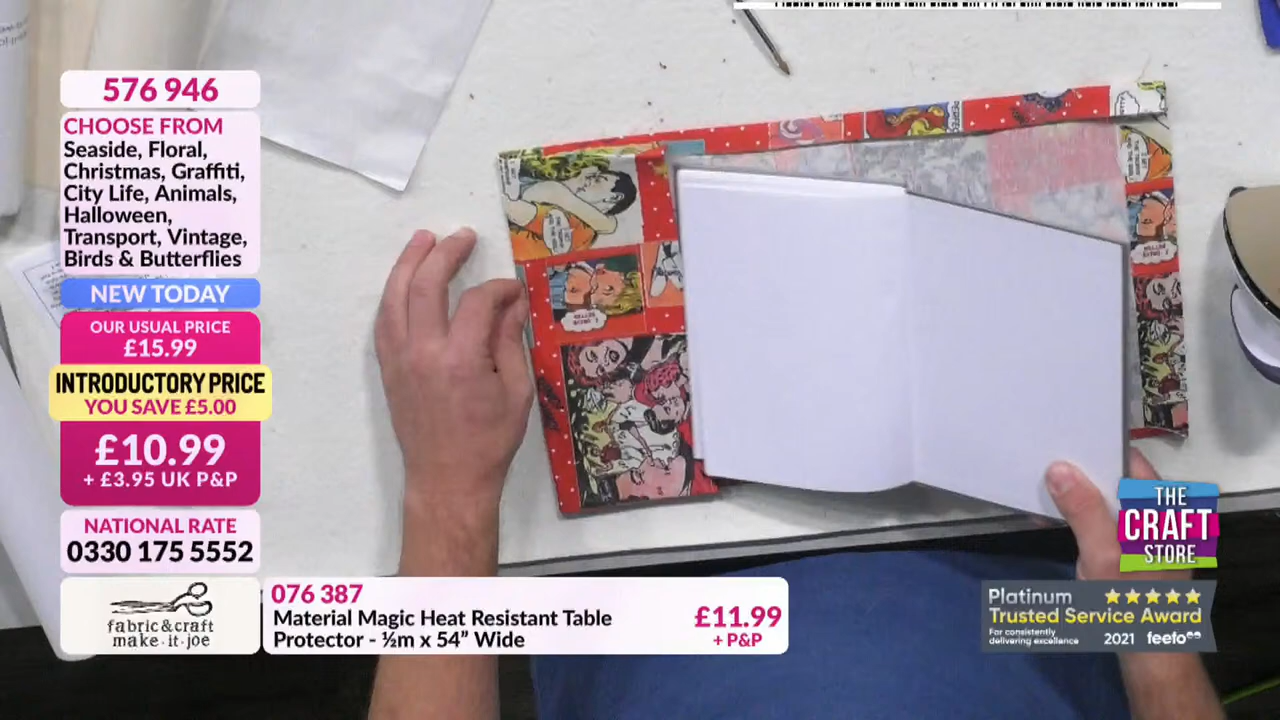 576 946
CHOOSE FROM
Seaside, Floral,
Christmas, Graffiti,
City Life, Animals,
Halloween,
Transport, Vintage,
Birds & Butterflies
NEW TODAY
OUR USUAL PRICE
£15.99
INTRODUCTORY PRICE
YOU SAVE £5.00
£10.99
+ £3.95 UK P&P
NATIONAL RATE
0330 175 5552
fabric&craft
make·it·joe
076 387
Material Magic Heat Resistant Table
Protector - ½m x 54” Wide
£11.99
+ P&P
THE
CRAFT
STORE
Platinum
Trusted Service Award
For consistently
delivering excellence
2021 feefo